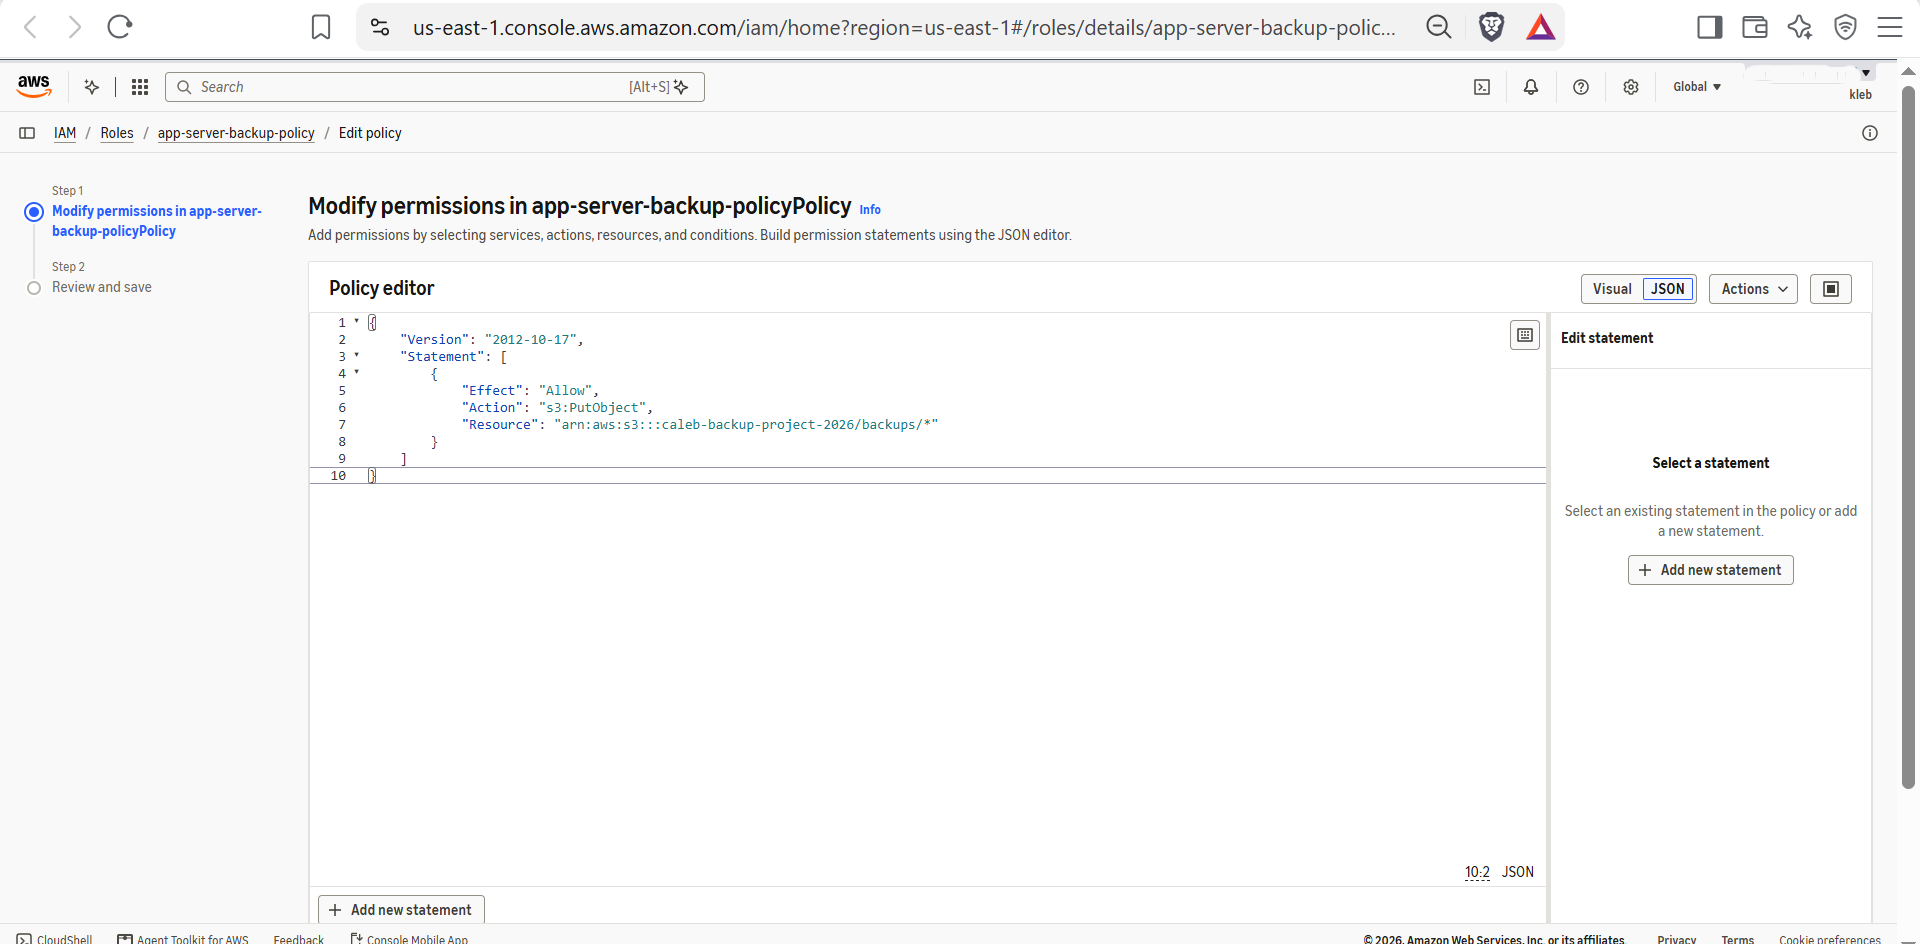 us-east-1.console.aws.amazon.com/iam/home?region=us-east-1#/roles/details/app-server-backup-polic...
aws
Search
[Alt+S]
Global
kleb
IAM / Roles / app-server-backup-policy / Edit policy
Step 1
Modify permissions in app-server-
backup-policyPolicy
Step 2
Review and save
Modify permissions in app-server-backup-policyPolicy Info
Add permissions by selecting services, actions, resources, and conditions. Build permission statements using the JSON editor.
Policy editor
Visual
JSON
Actions
1 {
2 "Version": "2012-10-17",
3 "Statement": [
4 {
5 "Effect": "Allow",
6 "Action": "s3:PutObject",
7 "Resource": "arn:aws:s3:::caleb-backup-project-2026/backups/*"
8 }
9 ]
10 }
10:2 JSON
+ Add new statement
Edit statement
Select a statement
Select an existing statement in the policy or add
a new statement.
+ Add new statement
CloudShell
Agent Toolkit for AWS
Feedback
Console Mobile App
© 2026, Amazon Web Services, Inc. or its affiliates.
Privacy
Terms
Cookie preferences